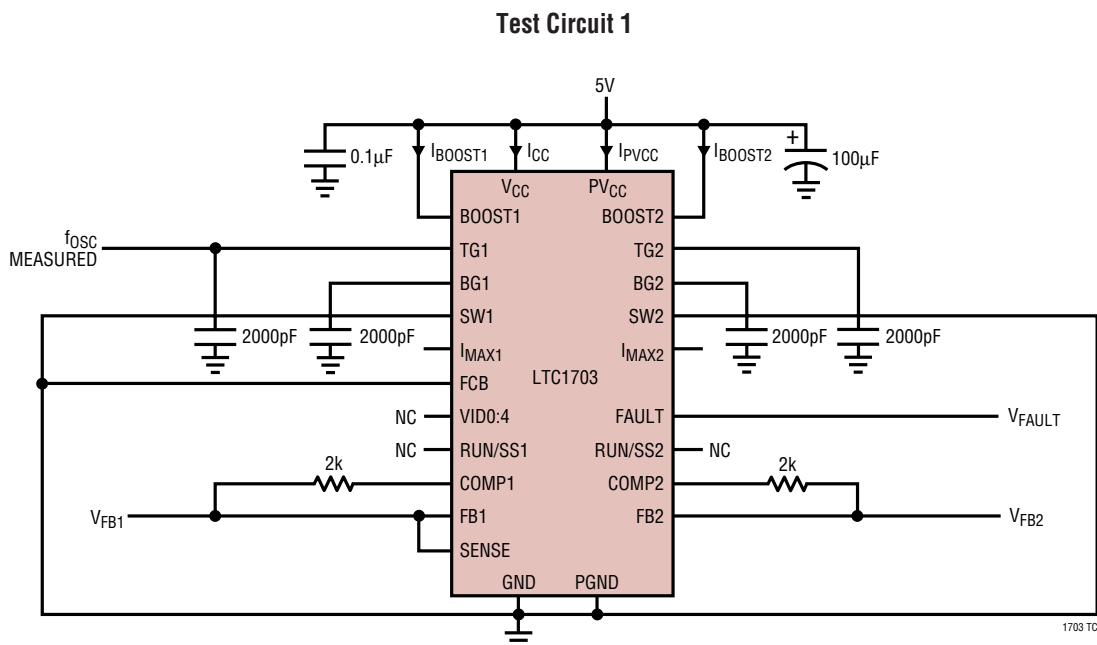 Test Circuit 1
5V
0.1µF
IBOOST1
ICC
IPVCC
IBOOST2
+
100µF
VCC
PVCC
BOOST1
BOOST2
fOSC
MEASURED
TG1
TG2
BG1
BG2
SW1
SW2
2000pF
2000pF
2000pF
2000pF
IMAX1
IMAX2
LTC1703
FCB
NC
VID0:4
FAULT
VFAULT
NC
RUN/SS1
RUN/SS2
NC
2k
COMP1
COMP2
2k
VFB1
FB1
FB2
VFB2
SENSE
GND
PGND
1703 TC